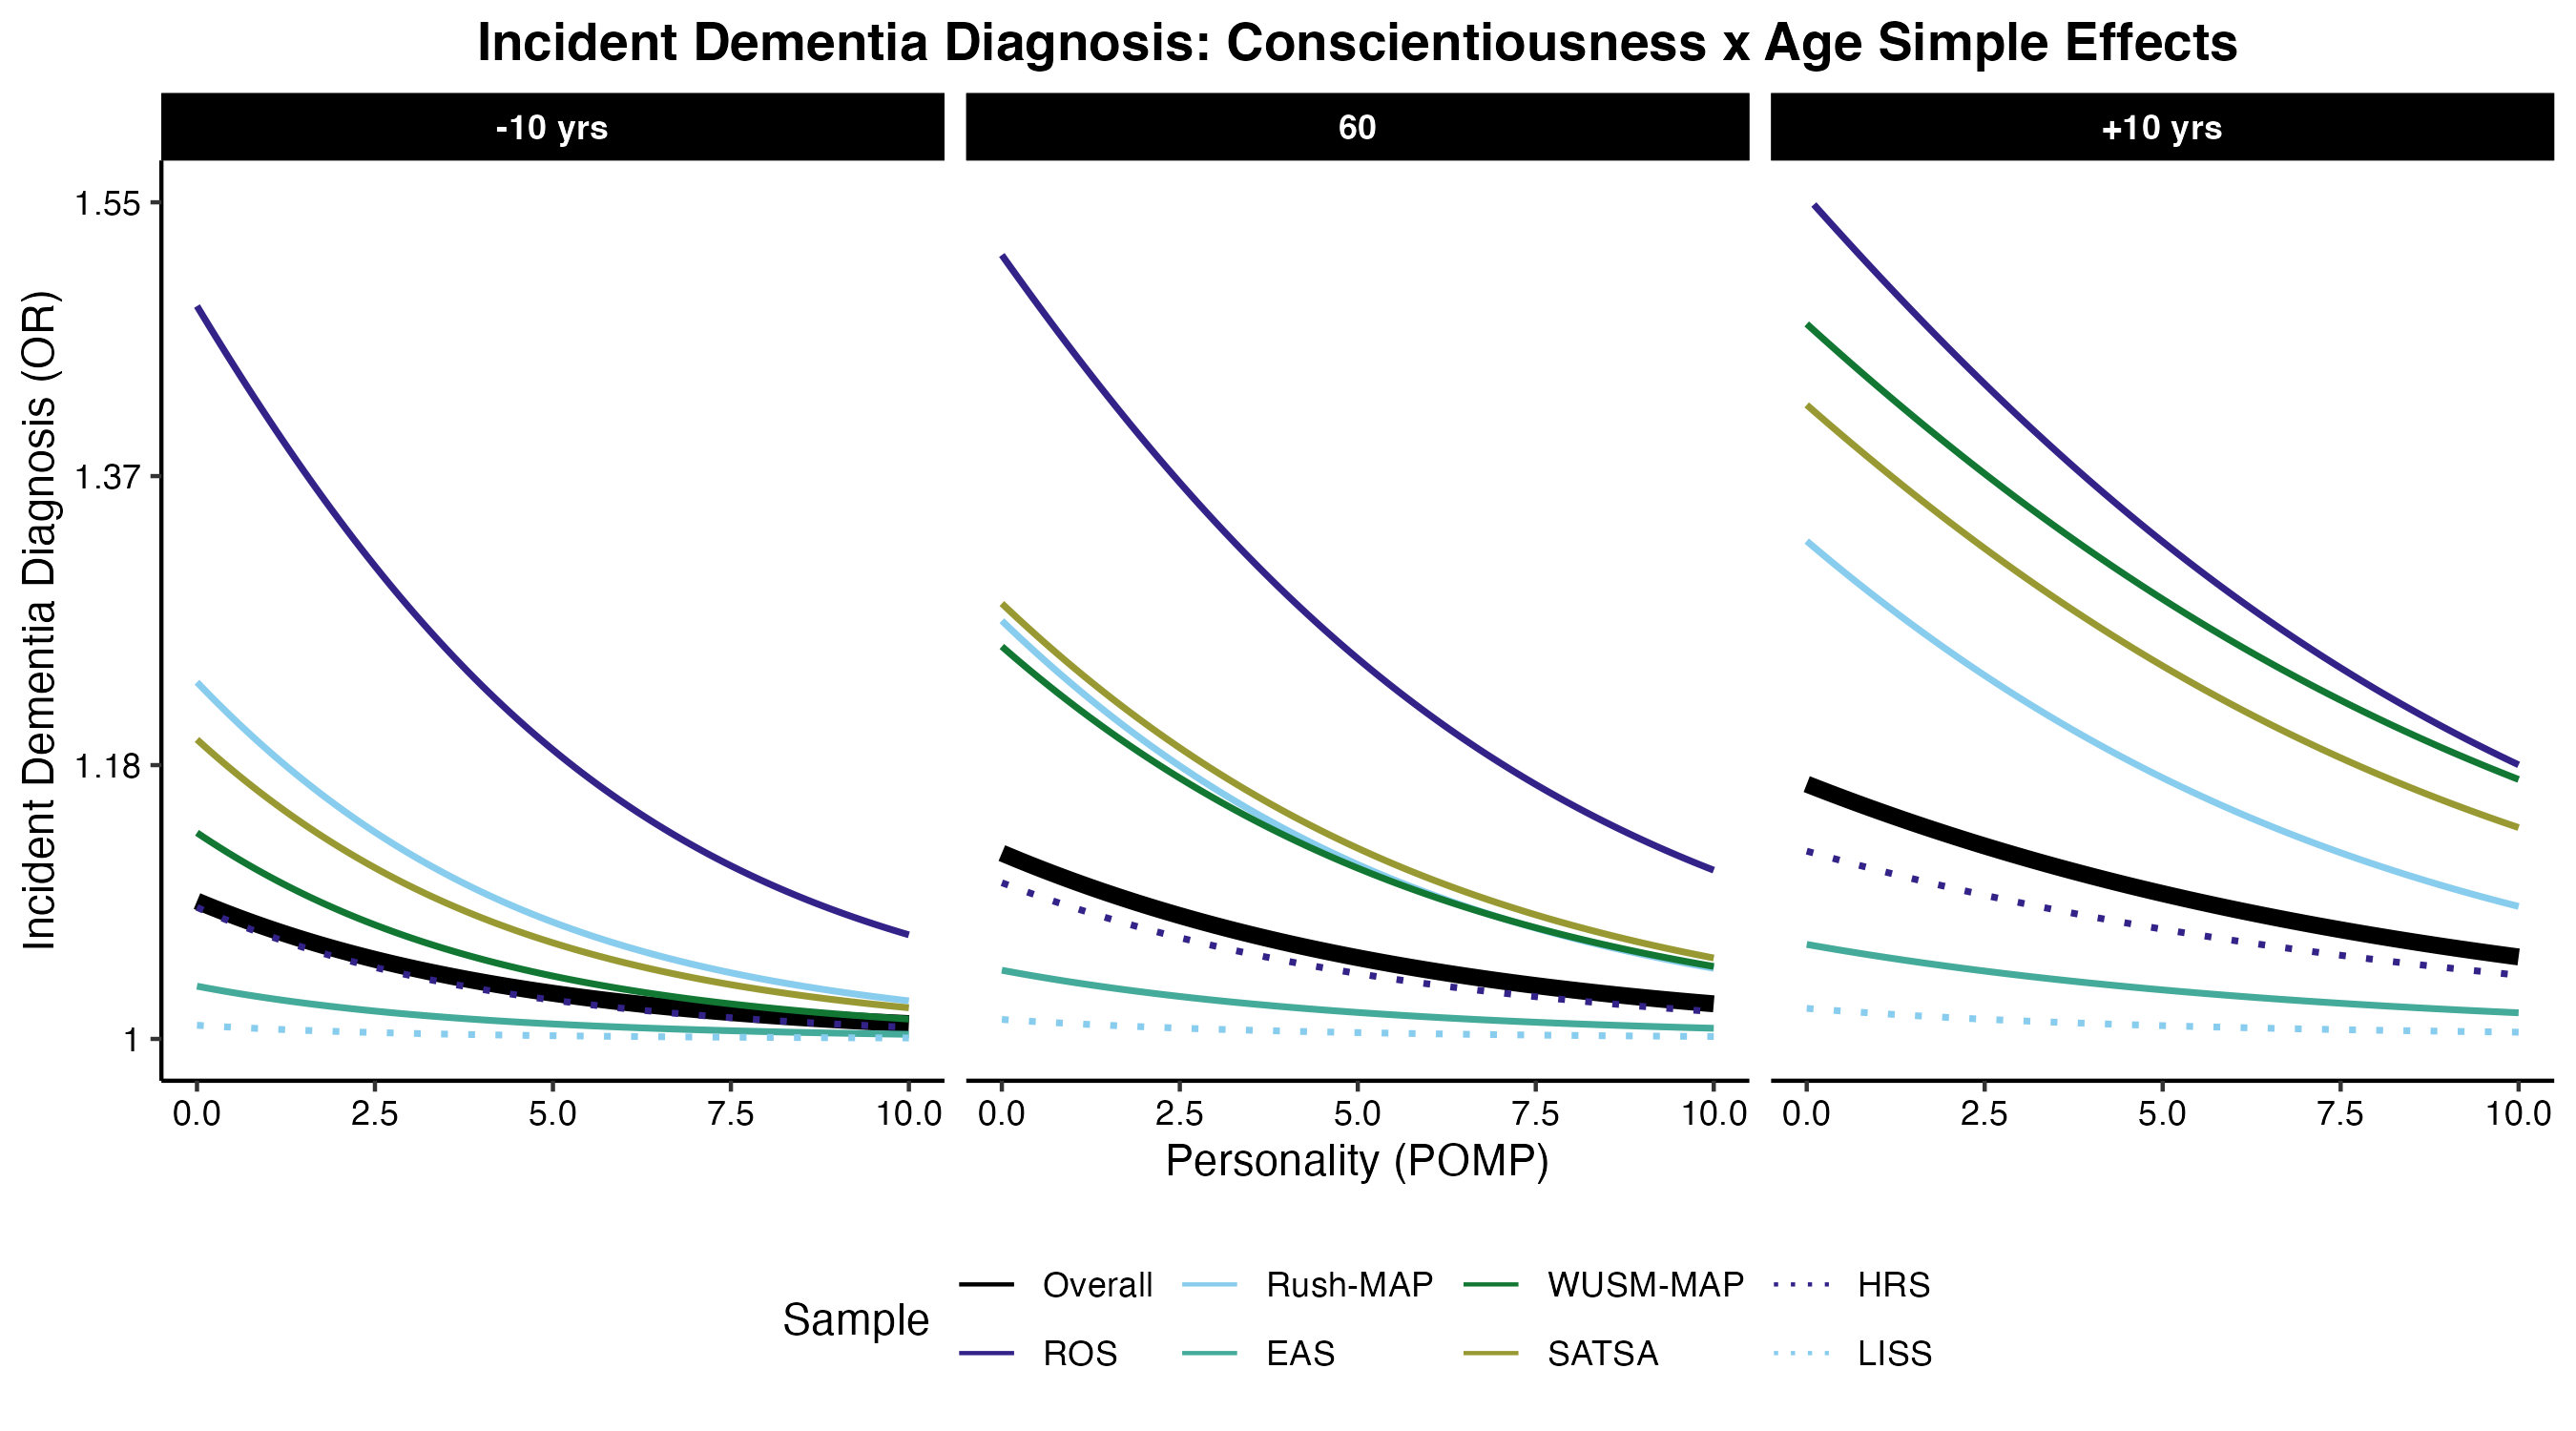 Incident Dementia Diagnosis: Conscientiousness x Age Simple Effects
-10 yrs
60
+10 yrs
Incident Dementia Diagnosis (OR)
1.55
1.37
1.18
1
0.0 2.5 5.0 7.5 10.0
0.0 2.5 5.0 7.5 10.0
0.0 2.5 5.0 7.5 10.0
Personality (POMP)
Sample
Overall Rush-MAP WUSM-MAP HRS
ROS EAS SATSA LISS